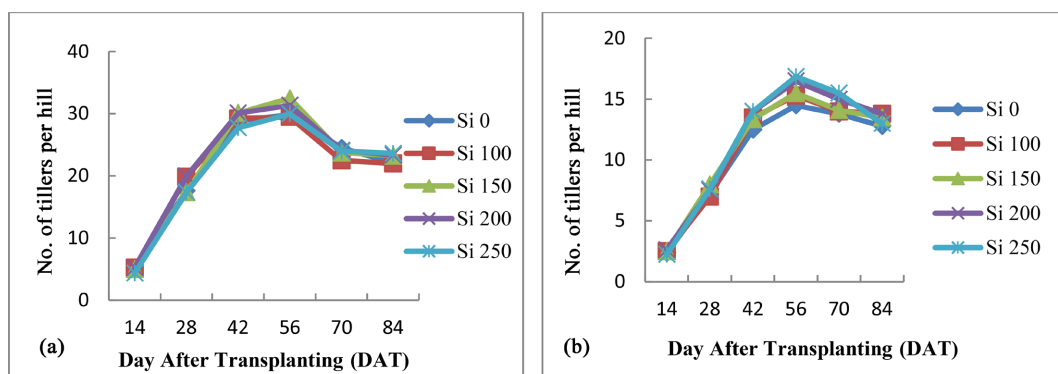 No. of tillers per hill
40
30
20
10
0
14 28 42 56 70 84
Si 0
Si 100
Si 150
Si 200
Si 250
(a)
Day After Transplanting (DAT)
No. of tillers per hill
20
15
10
5
0
14 28 42 56 70 84
Si 0
Si 100
Si 150
Si 200
Si 250
(b)
Day After Transplanting (DAT)